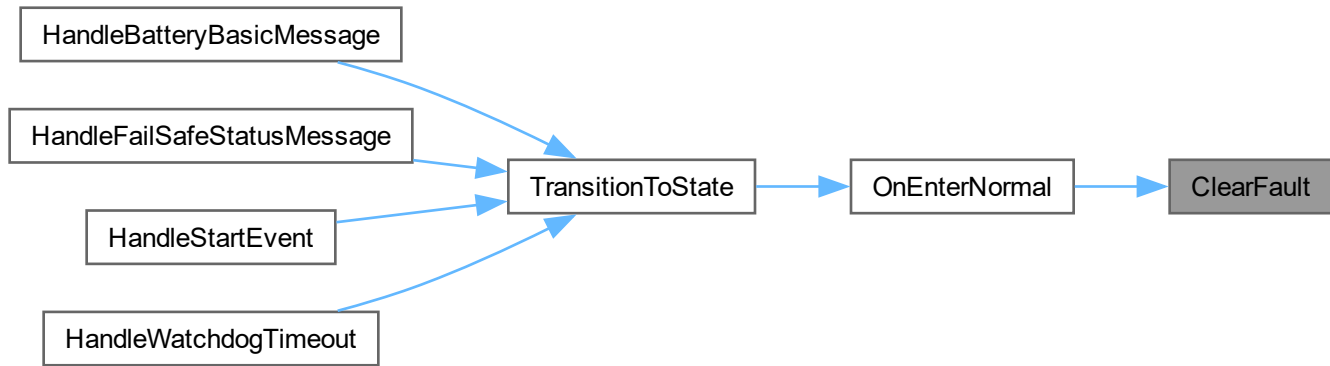 HandleBatteryBasicMessage
HandleFailSafeStatusMessage
HandleStartEvent
HandleWatchdogTimeout
TransitionToState
OnEnterNormal
ClearFault